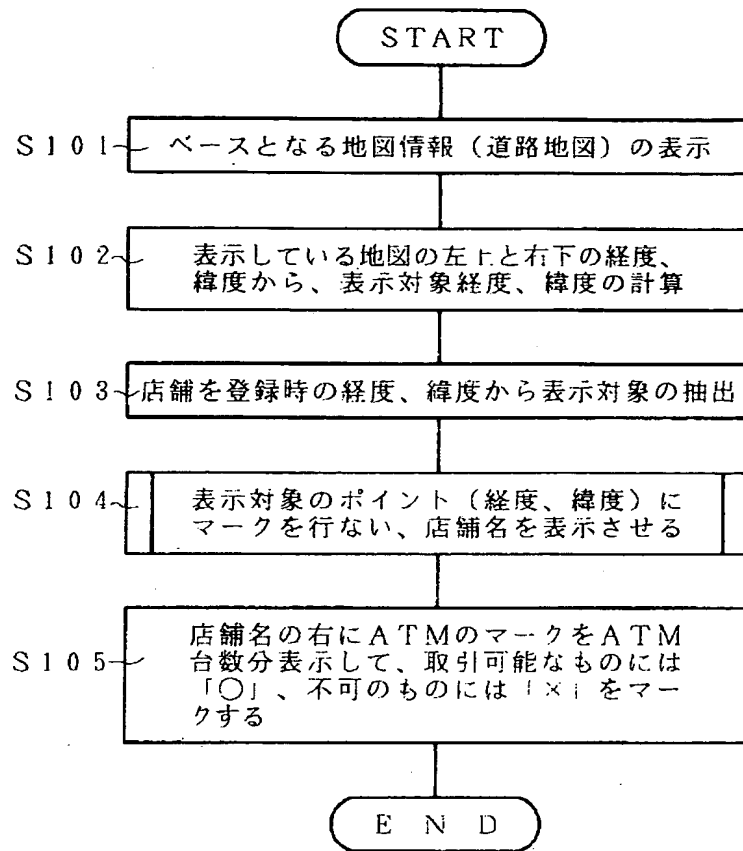 START
S101 ベースとなる地図情報（道路地図）の表示
S102 表示している地図の左上と右下の経度、
緯度から、表示対象経度、緯度の計算
S103 店舗を登録時の経度、緯度から表示対象の抽出
S104 表示対象のポイント（経度、緯度）に
マークを行ない、店舗名を表示させる
店舗名の右にＡＴＭのマークをＡＴＭ
S105 台数分表示して、取引可能なものには
「○」、不可のものには「×」をマー
クする
END